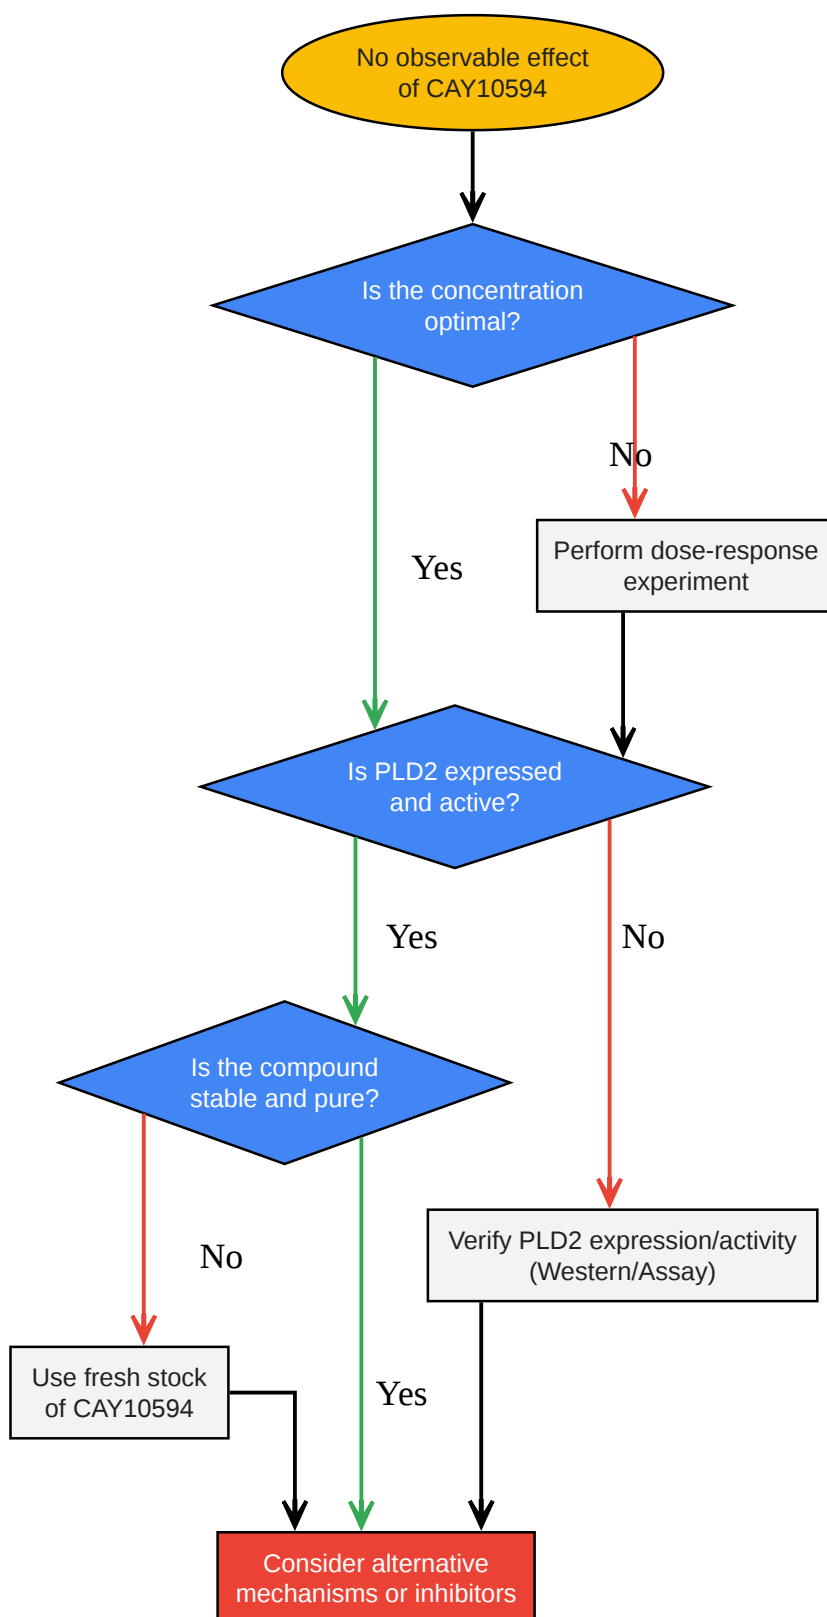 No observable effect
of CAY10594
Is the concentration
optimal?
No
Perform dose-response
experiment
Yes
Is PLD2 expressed
and active?
Yes
No
Is the compound
stable and pure?
Verify PLD2 expression/activity
(Western/Assay)
No
Use fresh stock
of CAY10594
Yes
Consider alternative
mechanisms or inhibitors